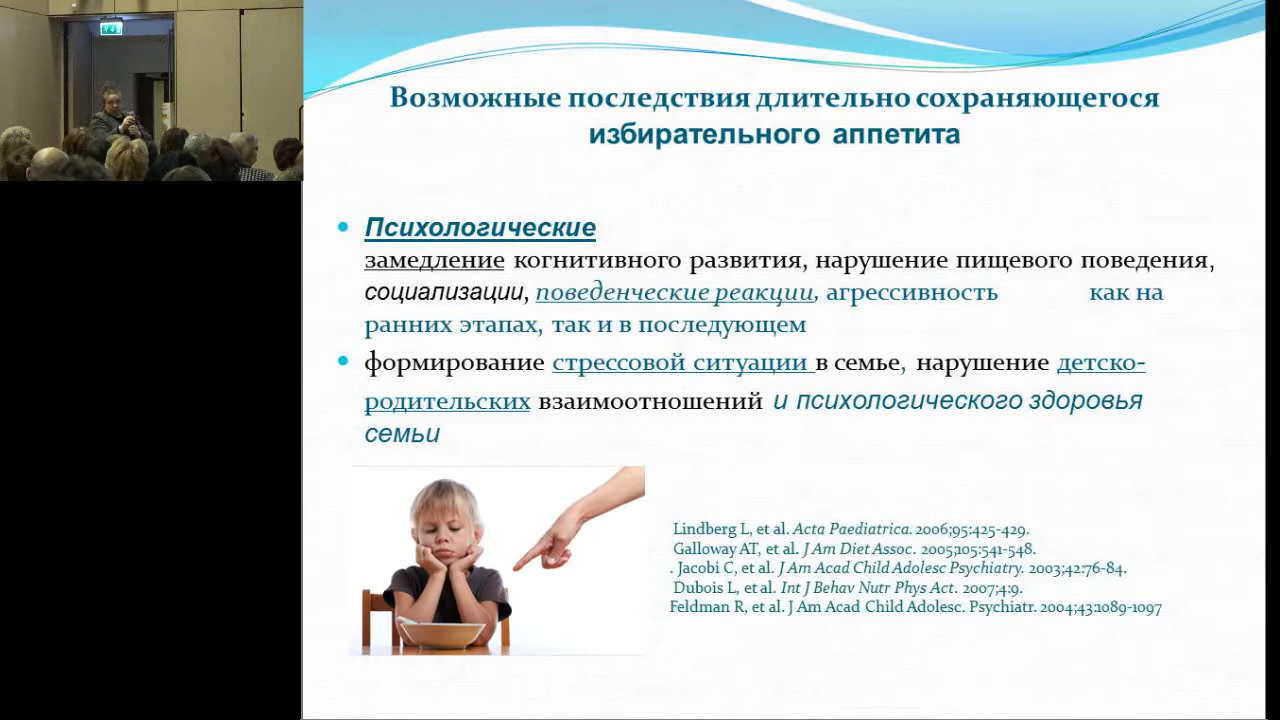 Возможные последствия длительно сохраняющегося
избирательного аппетита
Психологические
замедление когнитивного развития, нарушение пищевого поведения,
социализации, поведенческие реакции, агрессивность как на
ранних этапах, так и в последующем
формирование стрессовой ситуации в семье, нарушение детско-
родительских взаимоотношений и психологического здоровья
семьи
Lindberg L, et al. Acta Paediatrica. 2006;95:425-429.
Galloway AT, et al. J Am Diet Assoc. 2005;105:541-548.
. Jacobi C, et al. J Am Acad Child Adolesc Psychiatry. 2003;42:76-84.
Dubois L, et al. Int J Behav Nutr Phys Act. 2007;4:9.
Feldman R, et al. J Am Acad Child Adolesc. Psychiatr. 2004;43:1089-1097